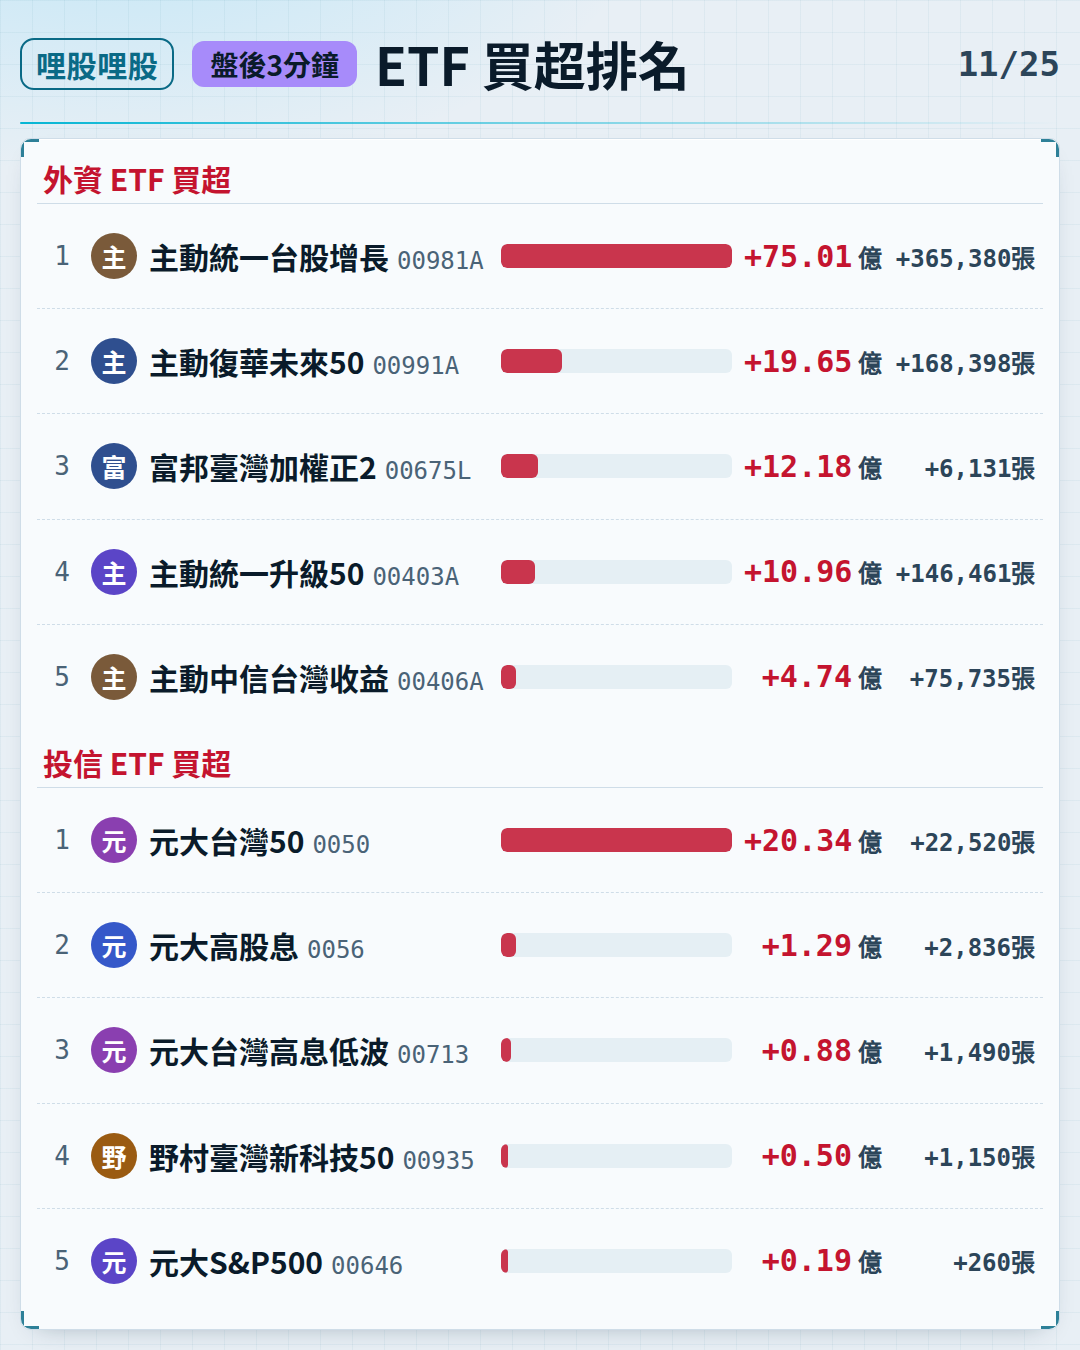 哩股哩股 盤後3分鐘 ETF 買超排名 11/25
外資 ETF 買超
1 主 主動統一台股增長 00981A +75.01 億 +365,380張
2 主 主動復華未來50 00991A +19.65 億 +168,398張
3 富 富邦臺灣加權正2 00675L +12.18 億 +6,131張
4 主 主動統一升級50 00403A +10.96 億 +146,461張
5 主 主動中信台灣收益 00406A +4.74 億 +75,735張
投信 ETF 買超
1 元 元大台灣50 0050 +20.34 億 +22,520張
2 元 元大高股息 0056 +1.29 億 +2,836張
3 元 元大台灣高息低波 00713 +0.88 億 +1,490張
4 野 野村臺灣新科技50 00935 +0.50 億 +1,150張
5 元 元大S&P500 00646 +0.19 億 +260張